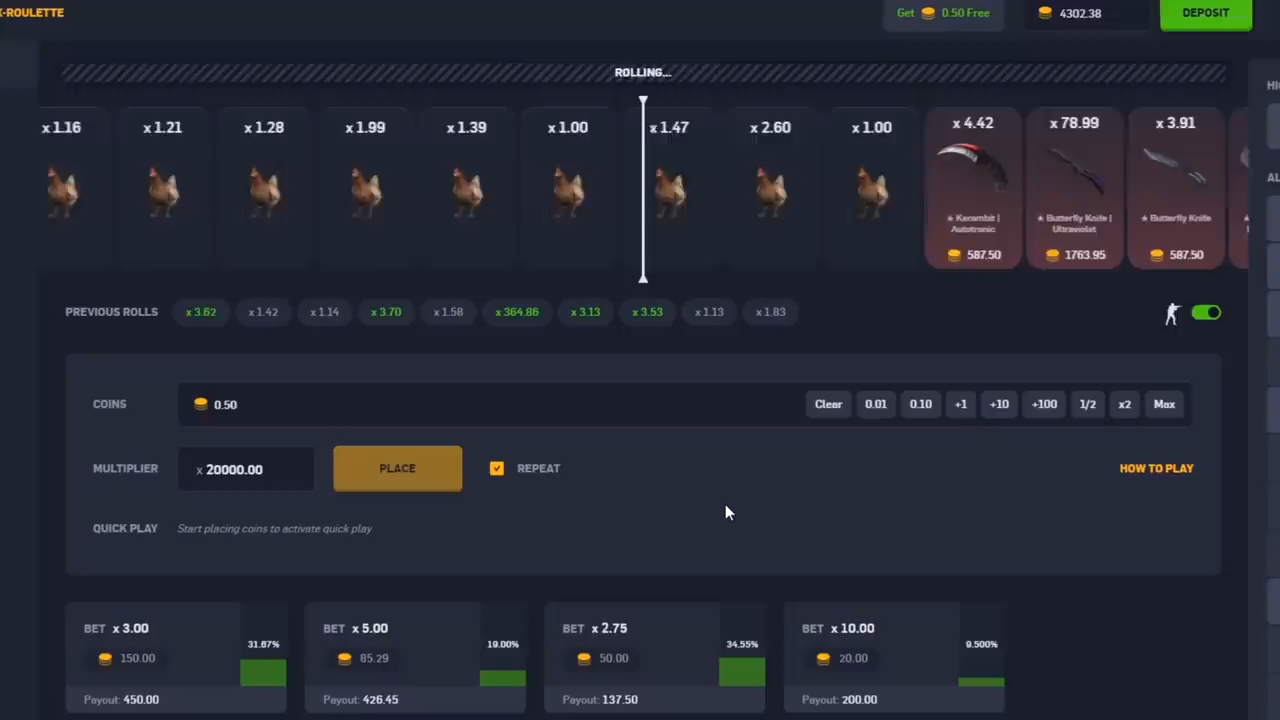 X-ROULETTE
Get 0.50 Free
4302.38
DEPOSIT
ROLLING...
x 1.16
x 1.21
x 1.28
x 1.99
x 1.39
x 1.00
x 1.47
x 2.60
x 1.00
x 4.42
x 78.99
x 3.91
★ Karambit |
Autotronic
★ Butterfly Knife |
Ultraviolet
★ Butterfly Knife
587.50
1763.95
587.50
PREVIOUS ROLLS
x 3.62
x 1.42
x 1.14
x 3.70
x 1.58
x 364.86
x 3.13
x 3.53
x 1.13
x 1.83
COINS
0.50
Clear
0.01
0.10
+1
+10
+100
1/2
x2
Max
MULTIPLIER
x 20000.00
PLACE
REPEAT
HOW TO PLAY
QUICK PLAY
Start placing coins to activate quick play
BET x 3.00
150.00
31.67%
Payout: 450.00
BET x 5.00
85.29
19.00%
Payout: 426.45
BET x 2.75
50.00
34.55%
Payout: 137.50
BET x 10.00
20.00
9.500%
Payout: 200.00